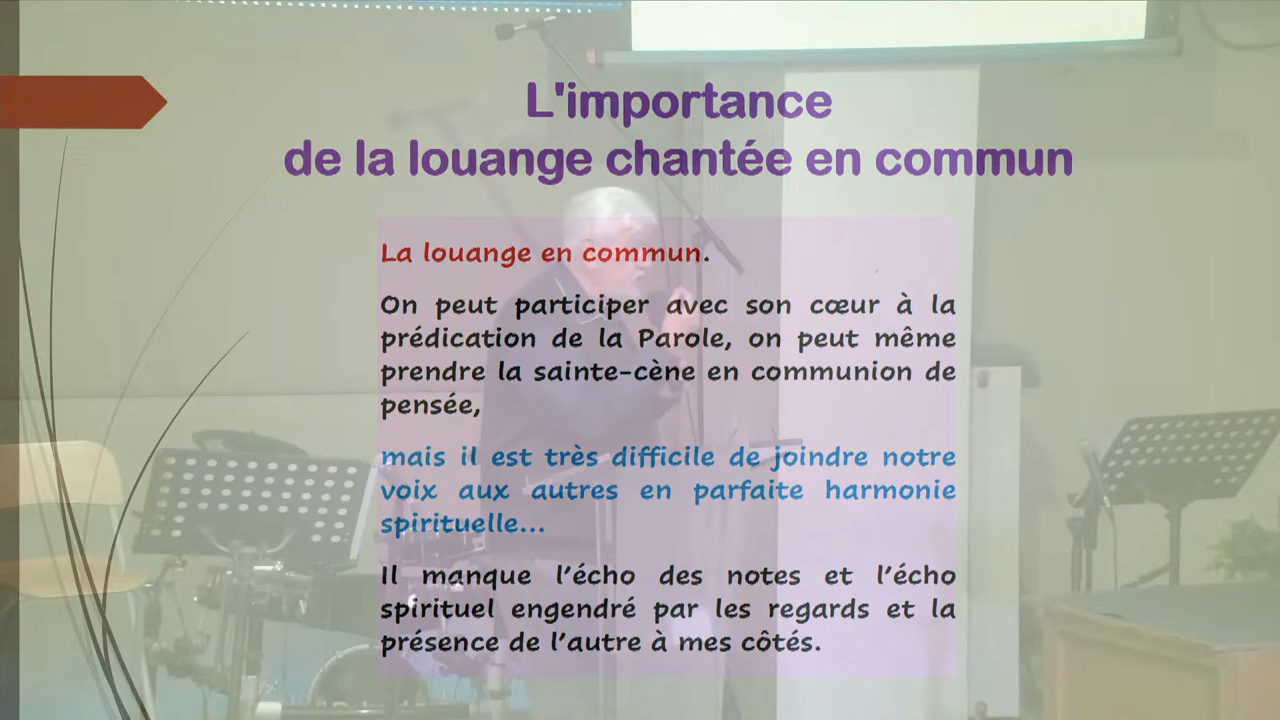 L'importance
de la louange chantée en commun
La louange en commun.
On peut participer avec son cœur à la
prédication de la Parole, on peut même
prendre la sainte-cène en communion de
pensée,
mais il est très difficile de joindre notre
voix aux autres en parfaite harmonie
spirituelle...
Il manque l’écho des notes et l’écho
spirituel engendré par les regards et la
présence de l’autre à mes côtés.